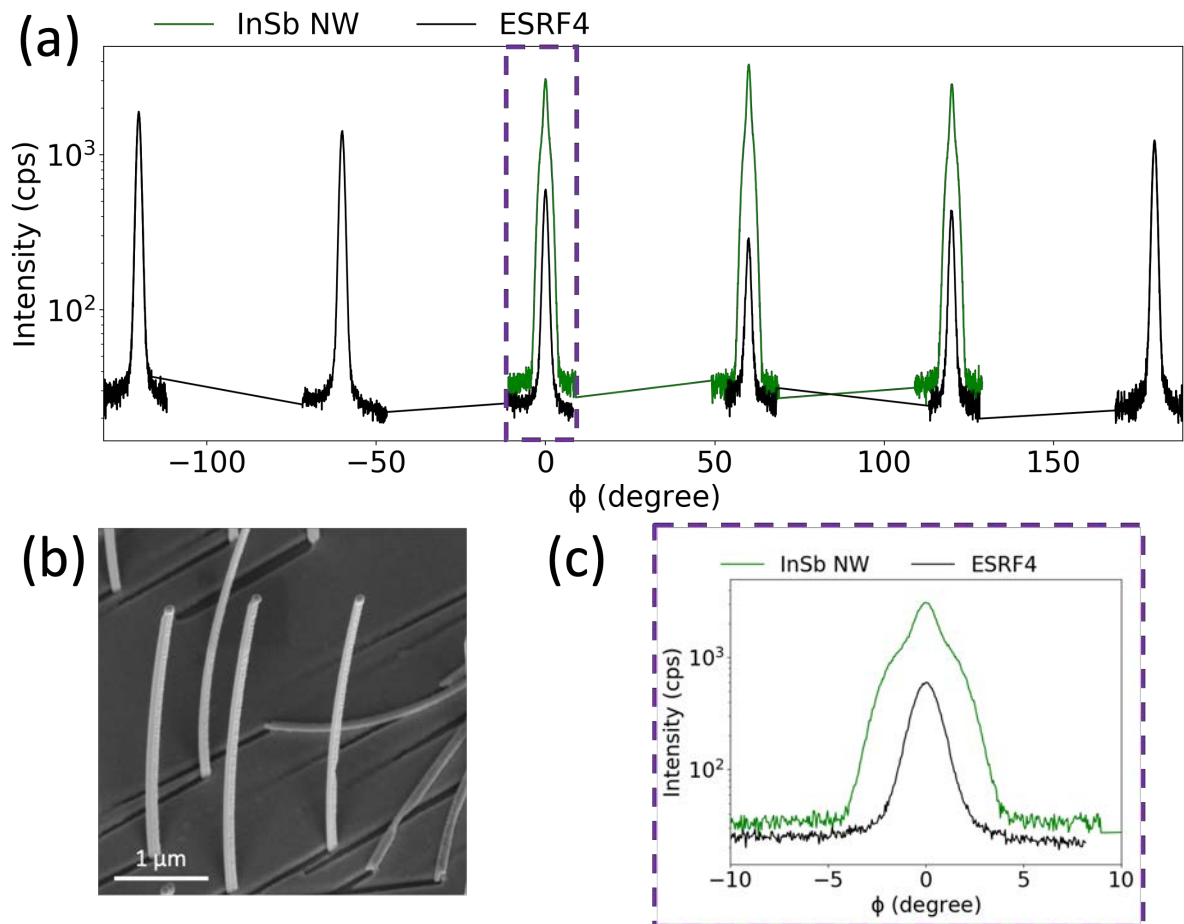 (a)
InSb NW
ESRF4
Intensity (cps)
10³
10²
−100
−50
0
50
100
150
ϕ (degree)
(b)
1 µm
(c)
InSb NW
ESRF4
Intensity (cps)
10³
10²
−10
−5
0
5
10
ϕ (degree)